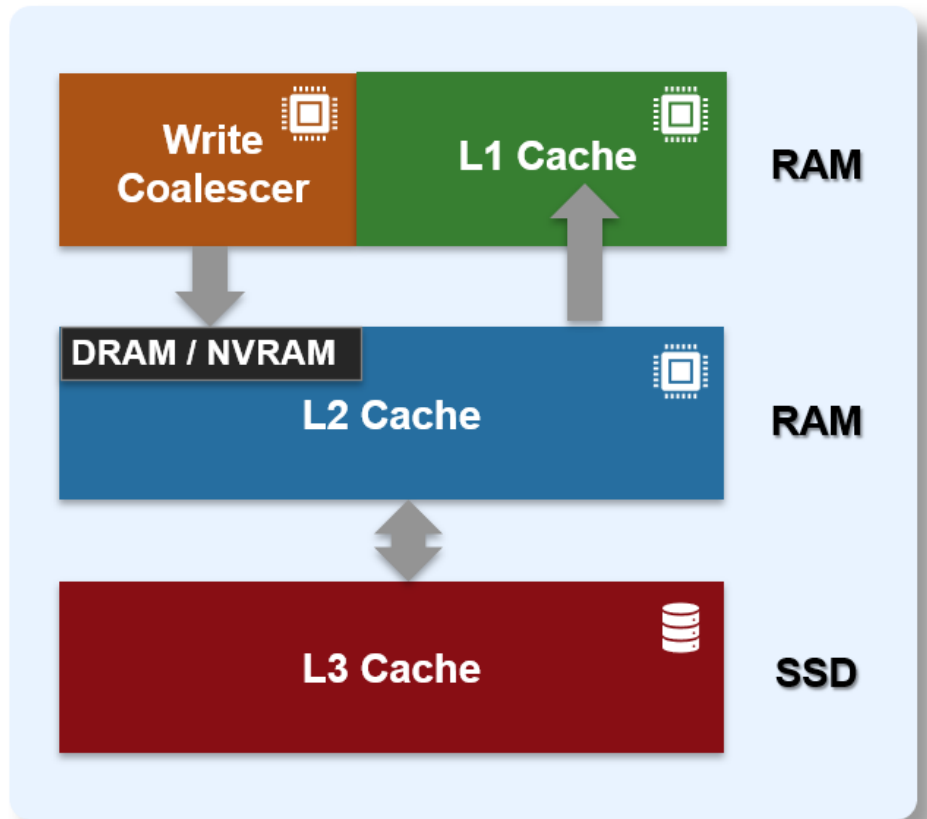 Write
Coalescer
L1 Cache
RAM
DRAM / NVRAM
L2 Cache
RAM
L3 Cache
SSD